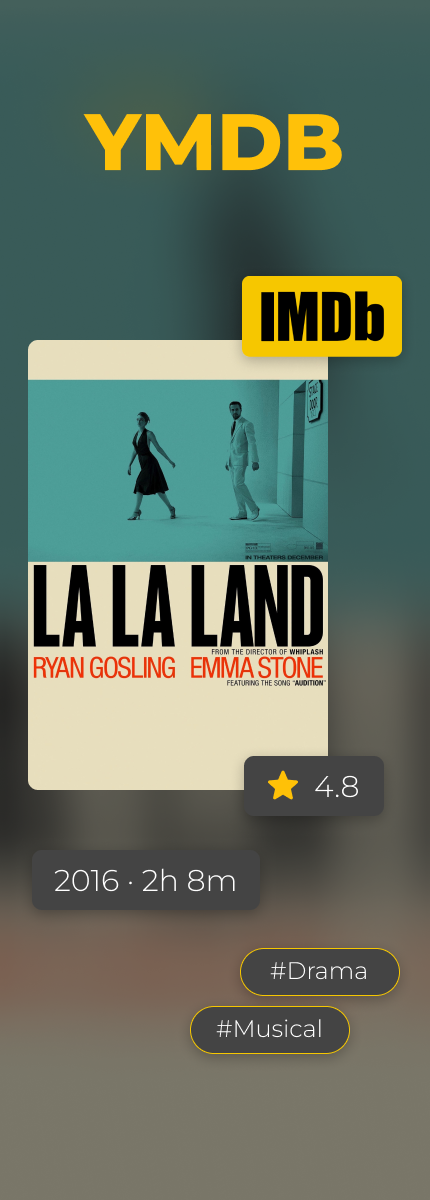 YMDB
IMDb
IN THEATERS DECEMBER
LA LA LAND
FROM THE DIRECTOR OF WHIPLASH
RYAN GOSLING EMMA STONE
FEATURING THE SONG "AUDITION"
4.8
2016 · 2h 8m
#Drama
#Musical